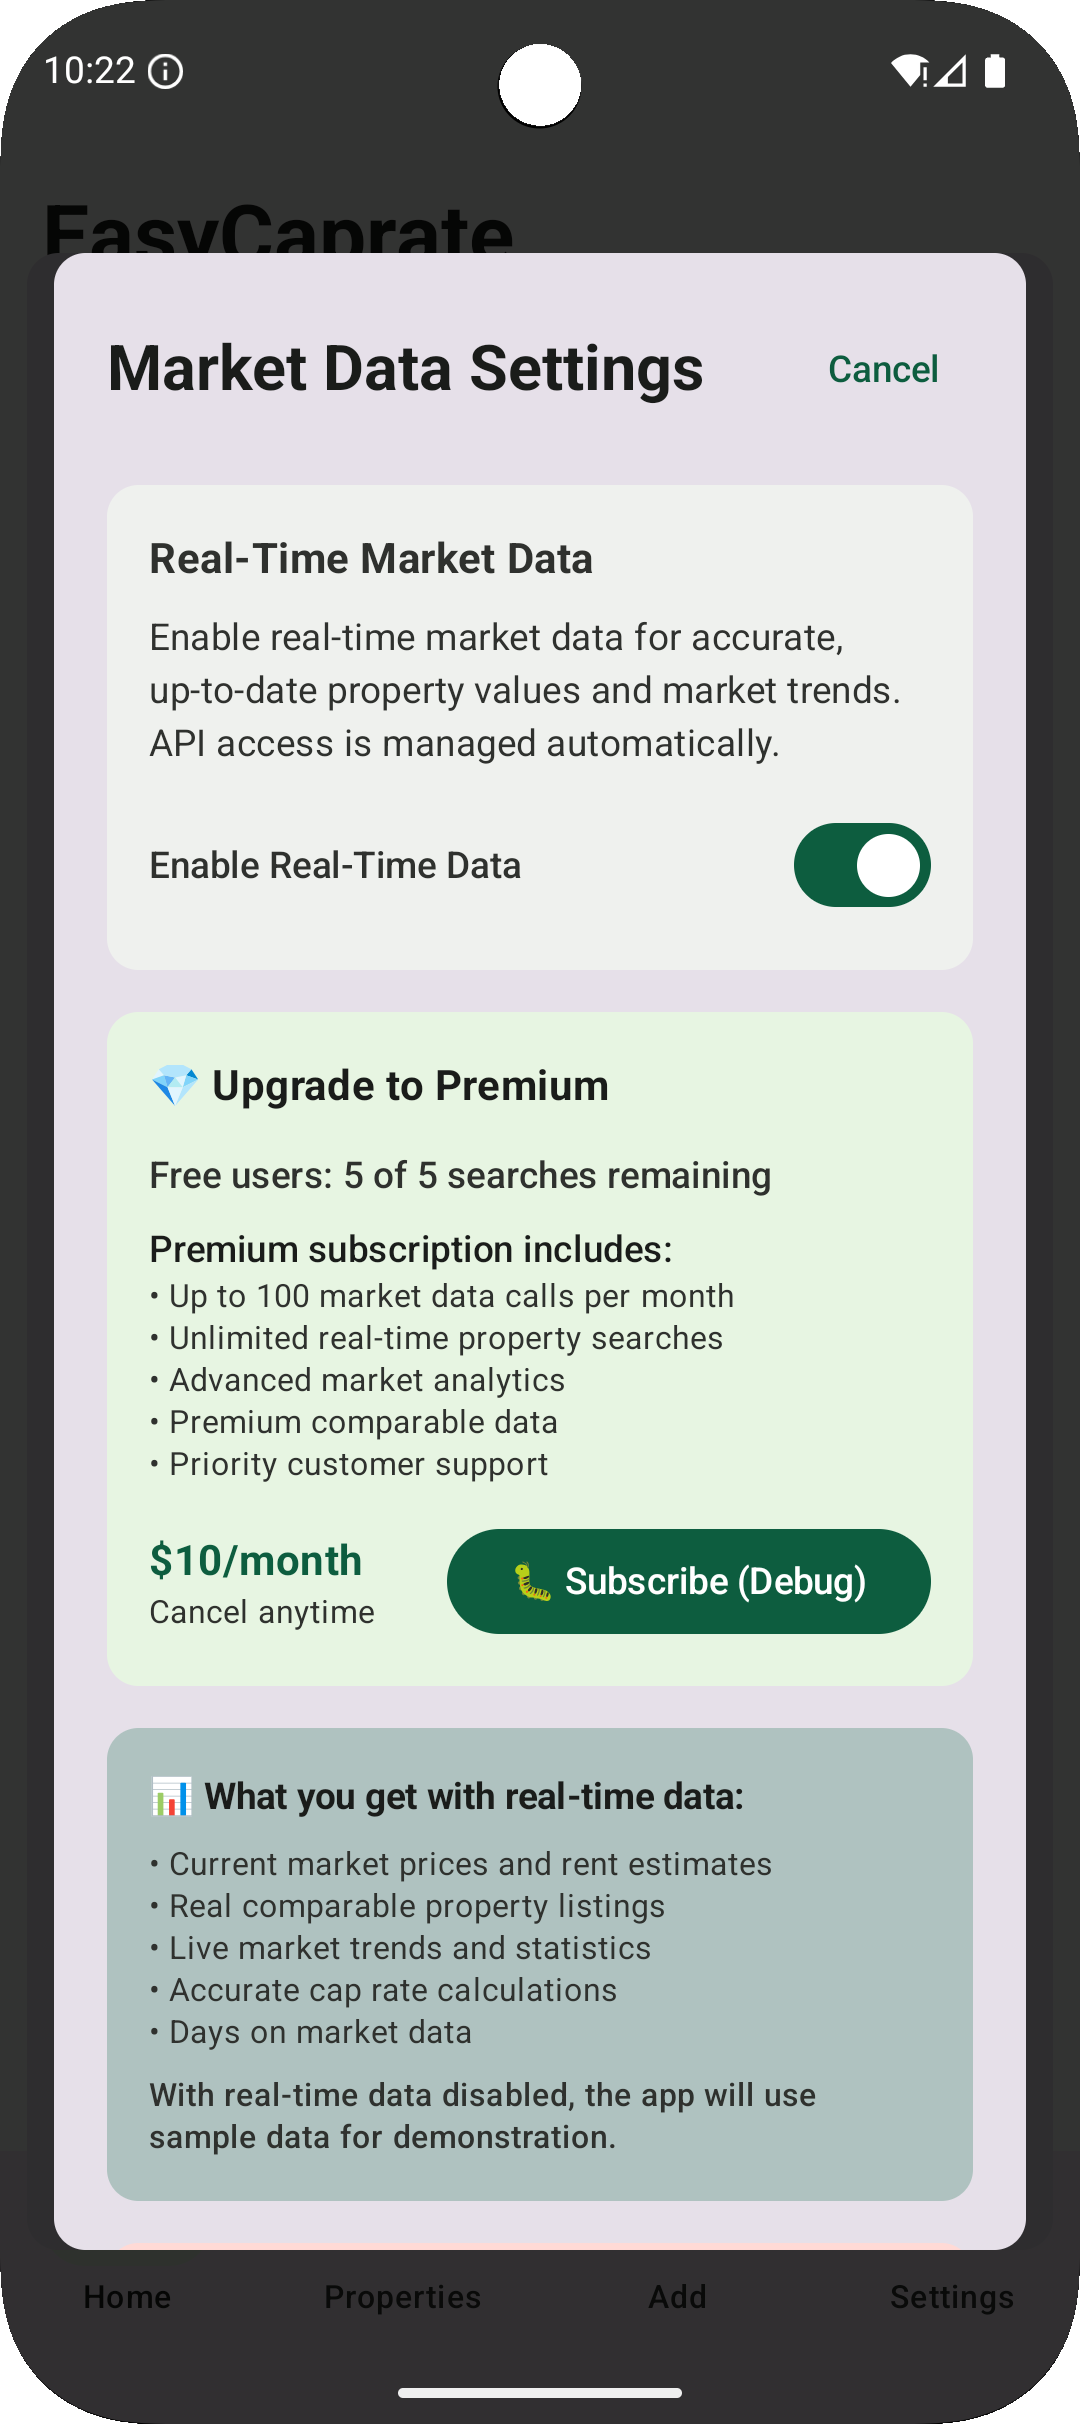 10:22
EasyCaprate
Market Data Settings
Cancel
Real-Time Market Data
Enable real-time market data for accurate,
up-to-date property values and market trends.
API access is managed automatically.
Enable Real-Time Data
💎 Upgrade to Premium
Free users: 5 of 5 searches remaining
Premium subscription includes:
• Up to 100 market data calls per month
• Unlimited real-time property searches
• Advanced market analytics
• Premium comparable data
• Priority customer support
$10/month
Cancel anytime
🐛 Subscribe (Debug)
📊 What you get with real-time data:
• Current market prices and rent estimates
• Real comparable property listings
• Live market trends and statistics
• Accurate cap rate calculations
• Days on market data
With real-time data disabled, the app will use
sample data for demonstration.
Home
Properties
Add
Settings